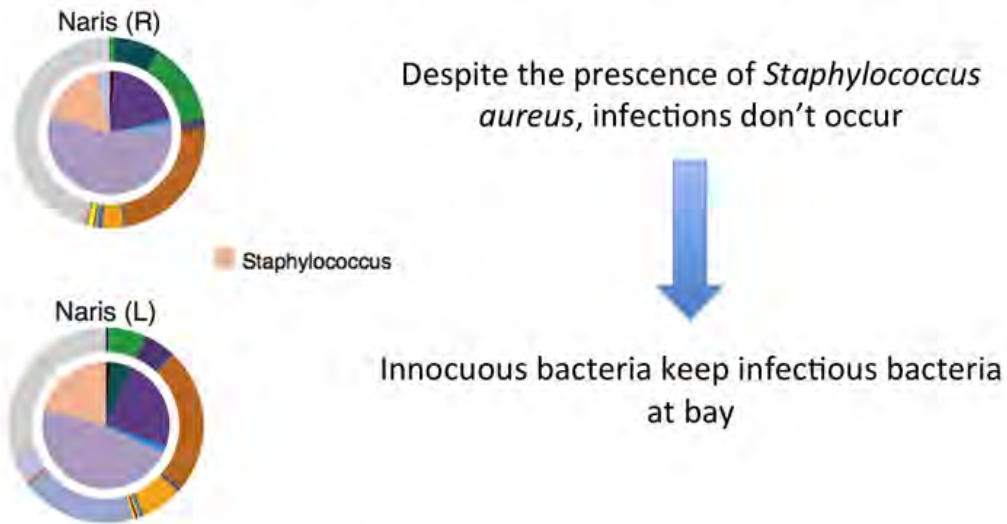 Naris (R)
Despite the prescence of Staphylococcus
aureus, infections don't occur
Staphylococcus
Naris (L)
Innocuous bacteria keep infectious bacteria
at bay